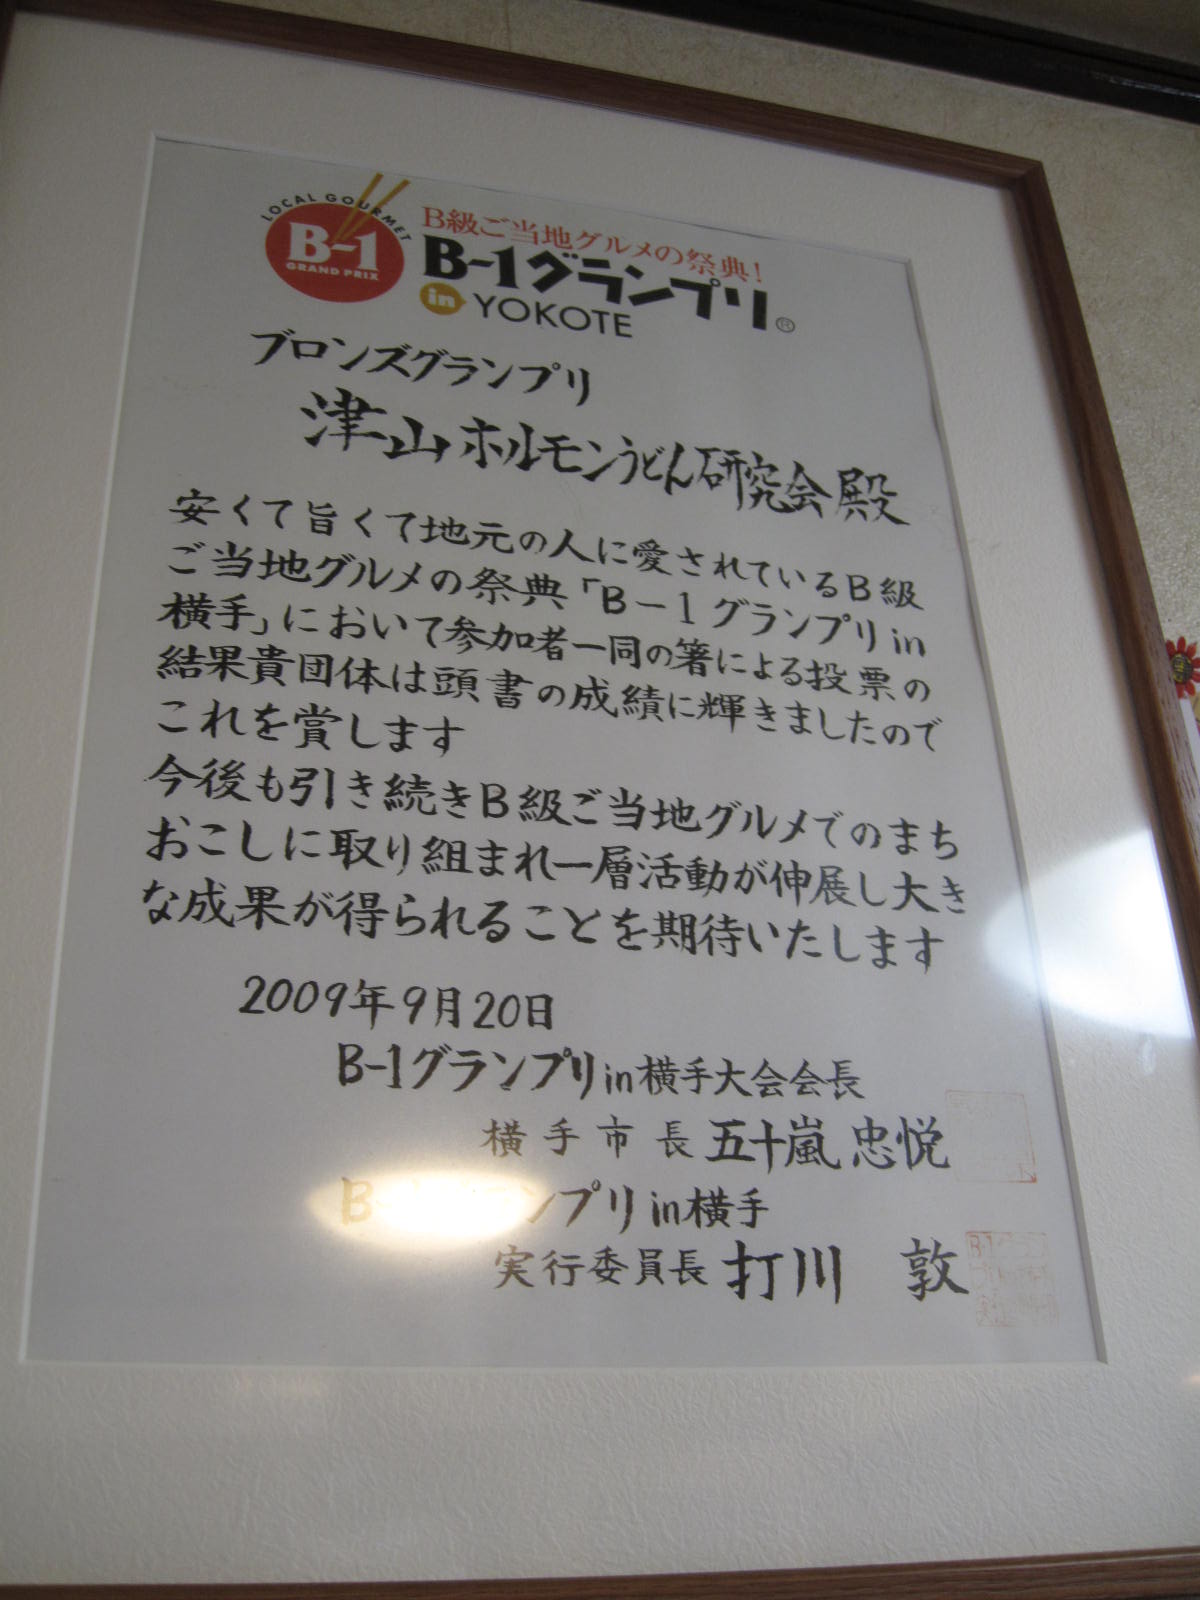 LOCAL GOURMET
B-1
GRAND PRIX
B級ご当地グルメの祭典!
B-1グランプリ®
in YOKOTE
ブロンズグランプリ
津山ホルモンうどん研究会殿
安くて旨くて地元の人に愛されているB級
ご当地グルメの祭典「B-1グランプリin
横手」において参加者一同の箸による投票の
結果貴団体は頭書の成績に輝きましたので
これを賞します
今後も引き続きB級ご当地グルメでのまち
おこしに取り組まれ一層活動が伸展し大き
な成果が得られることを期待いたします
2009年9月20日
B-1グランプリin横手大会会長
横手市長 五十嵐 忠悦
B-1グランプリin横手
実行委員長 打川 敦